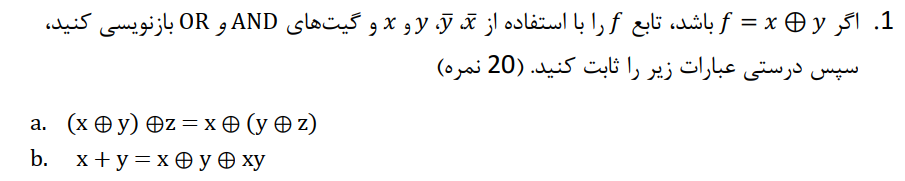 1. اگر f = x ⊕ y باشد، تابع f را با استفاده از x̄، ȳ، y و x و گیت‌های AND و OR بازنویسی کنید،
سپس درستی عبارات زیر را ثابت کنید. (20 نمره)
a. (x ⊕ y) ⊕z = x ⊕ (y ⊕ z)
b. x + y = x ⊕ y ⊕ xy